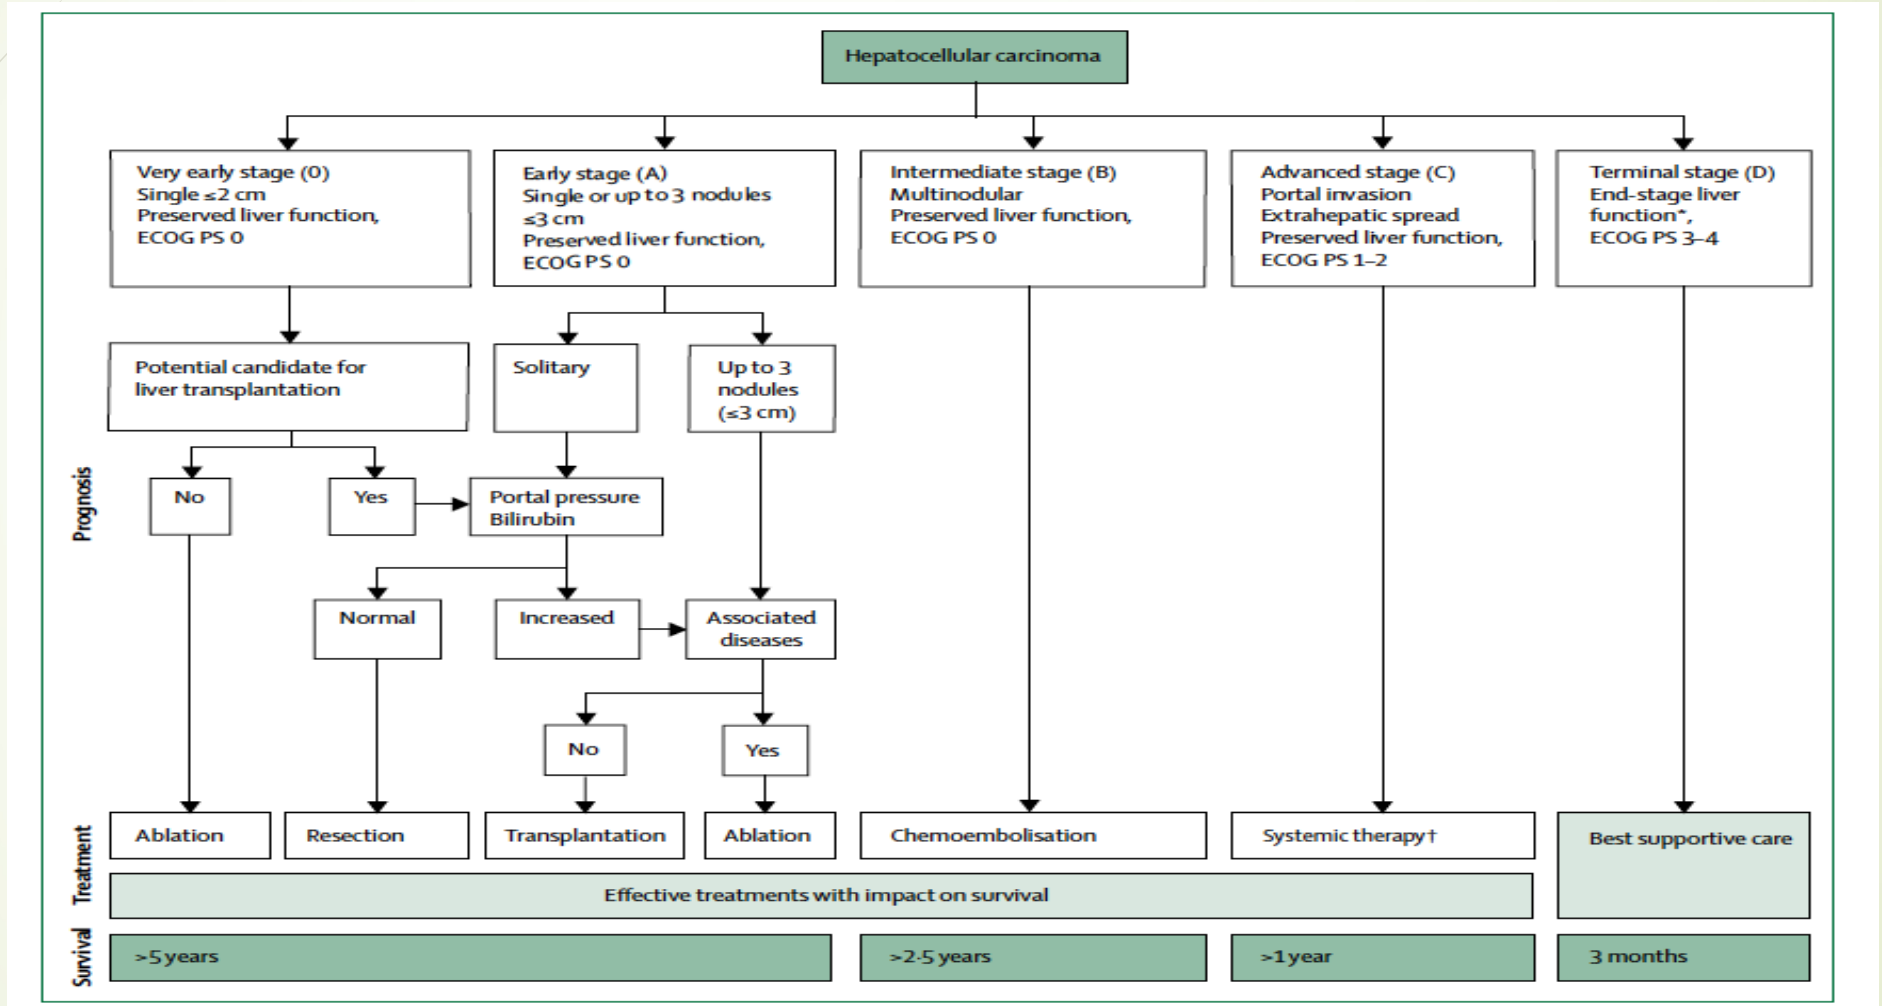 Hepatocellular carcinoma
Very early stage (0)
Single ≤2 cm
Preserved liver function,
ECOG PS 0
Early stage (A)
Single or up to 3 nodules
≤3 cm
Preserved liver function,
ECOG PS 0
Intermediate stage (B)
Multinodular
Preserved liver function,
ECOG PS 0
Advanced stage (C)
Portal invasion
Extrahepatic spread
Preserved liver function,
ECOG PS 1–2
Terminal stage (D)
End-stage liver
function*,
ECOG PS 3–4
Potential candidate for
liver transplantation
Solitary
Up to 3
nodules
(≤3 cm)
Prognosis
No
Yes
Portal pressure
Bilirubin
Normal
Increased
Associated
diseases
No
Yes
Treatment
Ablation
Resection
Transplantation
Ablation
Chemoembolisation
Systemic therapy†
Best supportive care
Effective treatments with impact on survival
Survival
>5 years
>2·5 years
>1 year
3 months